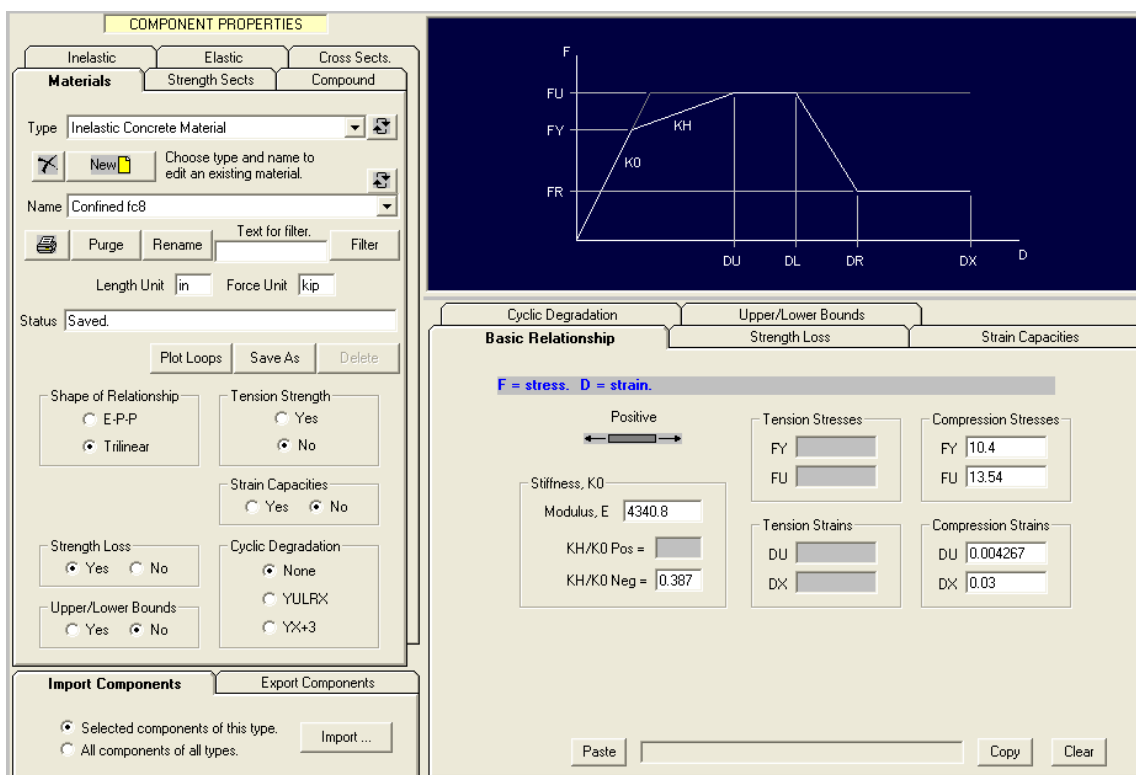 COMPONENT PROPERTIES
Inelastic Elastic Cross Sects.
Materials Strength Sects Compound
Type Inelastic Concrete Material
New Choose type and name to
edit an existing material.
Name Confined fc8
Purge Rename Text for filter. Filter
Length Unit in Force Unit kip
Status Saved.
Plot Loops Save As Delete
Shape of Relationship
E-P-P
Trilinear
Tension Strength
Yes
No
Strain Capacities
Yes No
Strength Loss
Yes No
Cyclic Degradation
None
YULRX
YX+3
Upper/Lower Bounds
Yes No
Import Components Export Components
Selected components of this type.
All components of all types.
Import ...
F
FU
FY
KH
K0
FR
DU DL DR DX D
Cyclic Degradation Upper/Lower Bounds
Basic Relationship Strength Loss Strain Capacities
F = stress. D = strain.
Positive
Stiffness, K0
Modulus, E 4340.8
KH/K0 Pos =
KH/K0 Neg = 0.387
Tension Stresses
FY
FU
Compression Stresses
FY 10.4
FU 13.54
Tension Strains
DU
DX
Compression Strains
DU 0.004267
DX 0.03
Paste Copy Clear